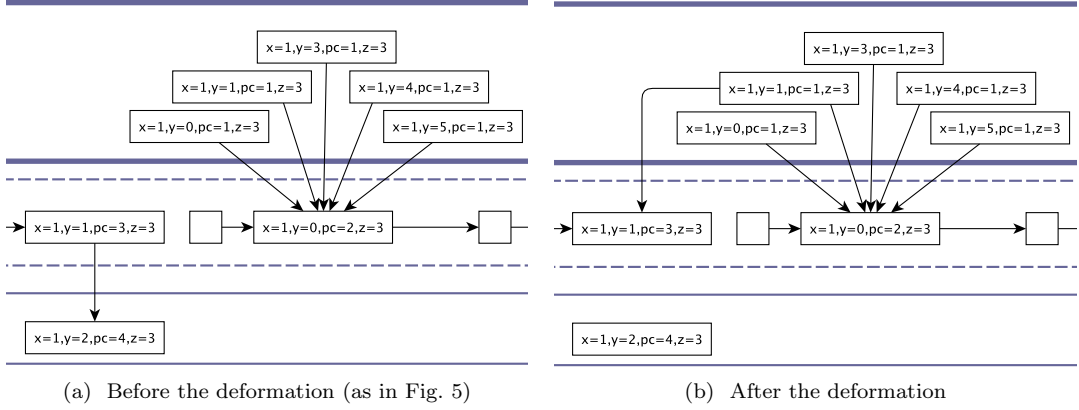 x=1,y=3,pc=1,z=3
x=1,y=1,pc=1,z=3
x=1,y=4,pc=1,z=3
x=1,y=0,pc=1,z=3
x=1,y=5,pc=1,z=3
x=1,y=1,pc=3,z=3
x=1,y=0,pc=2,z=3
x=1,y=2,pc=4,z=3
(a) Before the deformation (as in Fig. 5)
x=1,y=3,pc=1,z=3
x=1,y=1,pc=1,z=3
x=1,y=4,pc=1,z=3
x=1,y=0,pc=1,z=3
x=1,y=5,pc=1,z=3
x=1,y=1,pc=3,z=3
x=1,y=0,pc=2,z=3
x=1,y=2,pc=4,z=3
(b) After the deformation